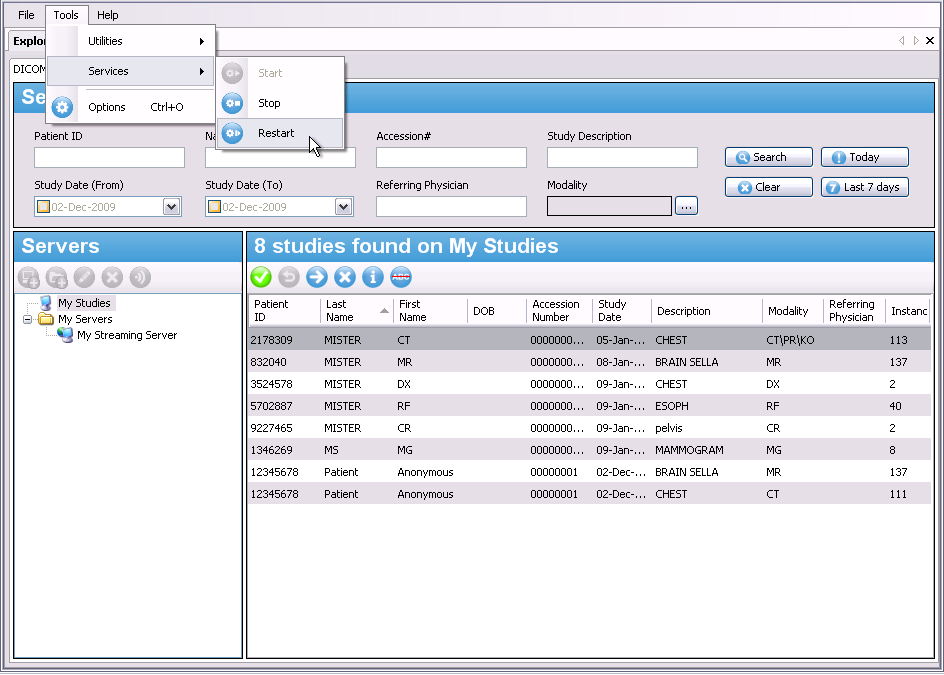 File Tools Help
Explo
Utilities
DICOM
Services
Start
Se
Options Ctrl+O
Stop
Restart
Patient ID
Na
Accession#
Study Description
Search
Today
Study Date (From)
Study Date (To)
Referring Physician
Modality
02-Dec-2009
02-Dec-2009
...
Clear
7 Last 7 days
Servers
8 studies found on My Studies
My Studies
My Servers
My Streaming Server
Patient ID Last Name First Name DOB Accession Number Study Date Description Modality Referring Physician Instanc
2178309 MISTER CT 0000000... 05-Jan-... CHEST CT\PR\KO 113
832040 MISTER MR 0000000... 08-Jan-... BRAIN SELLA MR 137
3524578 MISTER DX 0000000... 09-Jan-... CHEST DX 2
5702887 MISTER RF 0000000... 09-Jan-... ESOPH RF 40
9227465 MISTER CR 0000000... 09-Jan-... pelvis CR 2
1346269 MS MG 0000000... 09-Jan-... MAMMOGRAM MG 8
12345678 Patient Anonymous 00000001 02-Dec-... BRAIN SELLA MR 137
12345678 Patient Anonymous 00000001 02-Dec-... CHEST CT 111